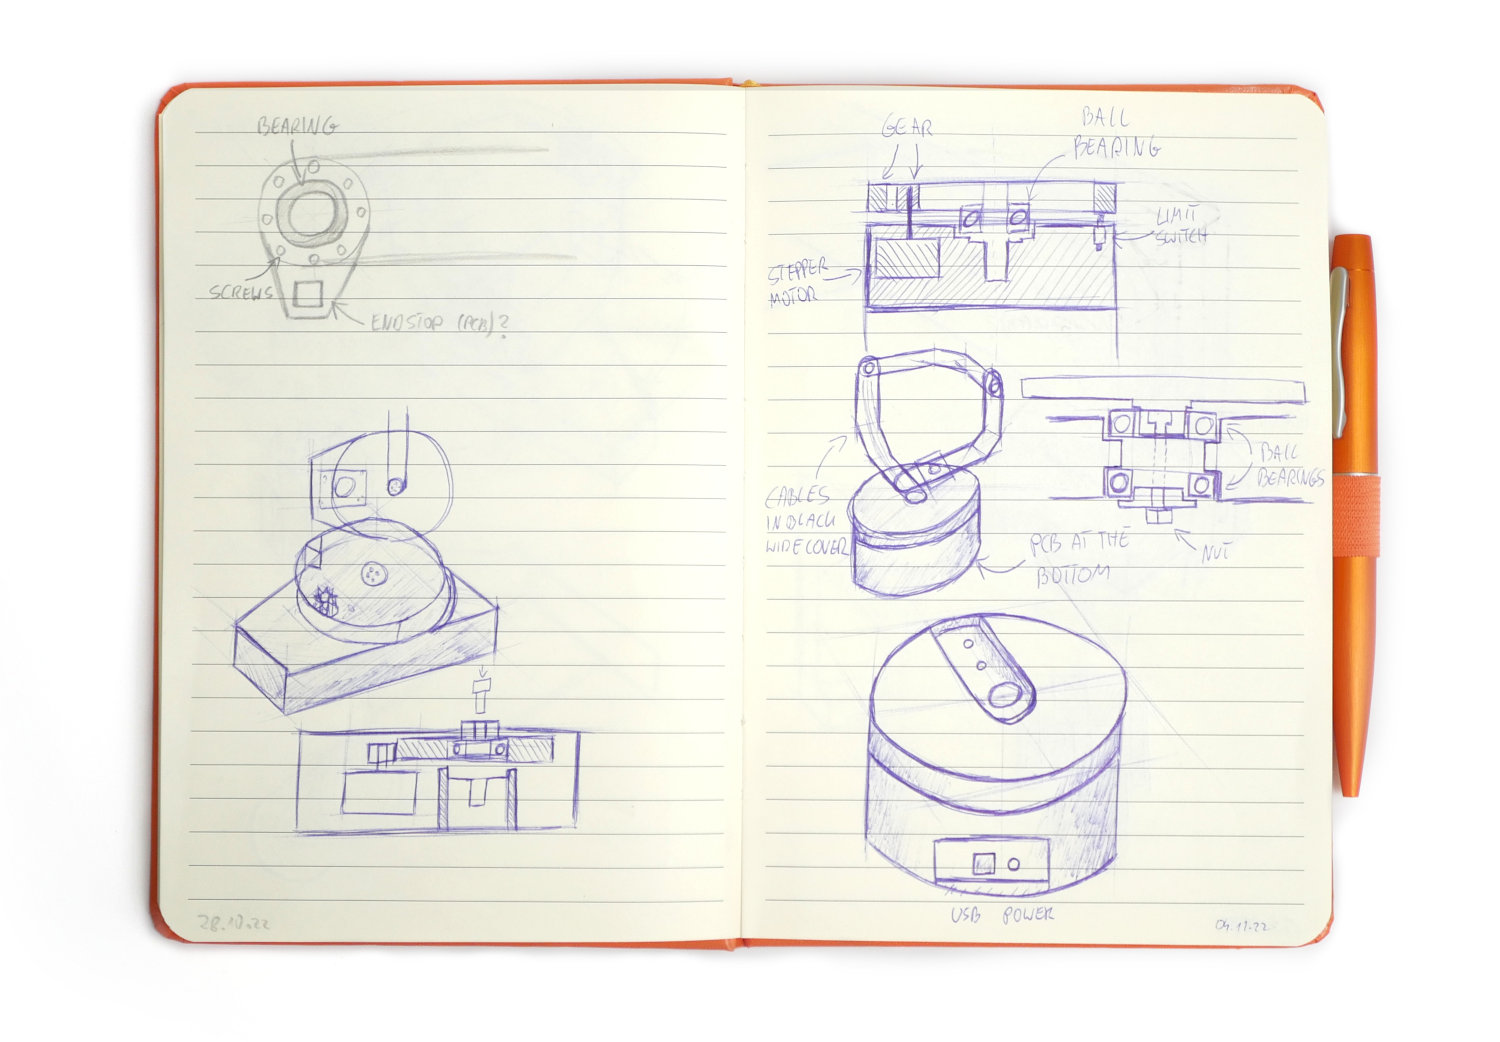 BEARING
SCREWS
ENDSTOP (PCB)?
28.10.22
GEAR
BALL
BEARING
LIMIT
SWITCH
STEPPER
MOTOR
CABLES
IN BLACK
WIDE COVER
BALL
BEARINGS
NUT
PCB AT THE
BOTTOM
USB POWER
04.11.22